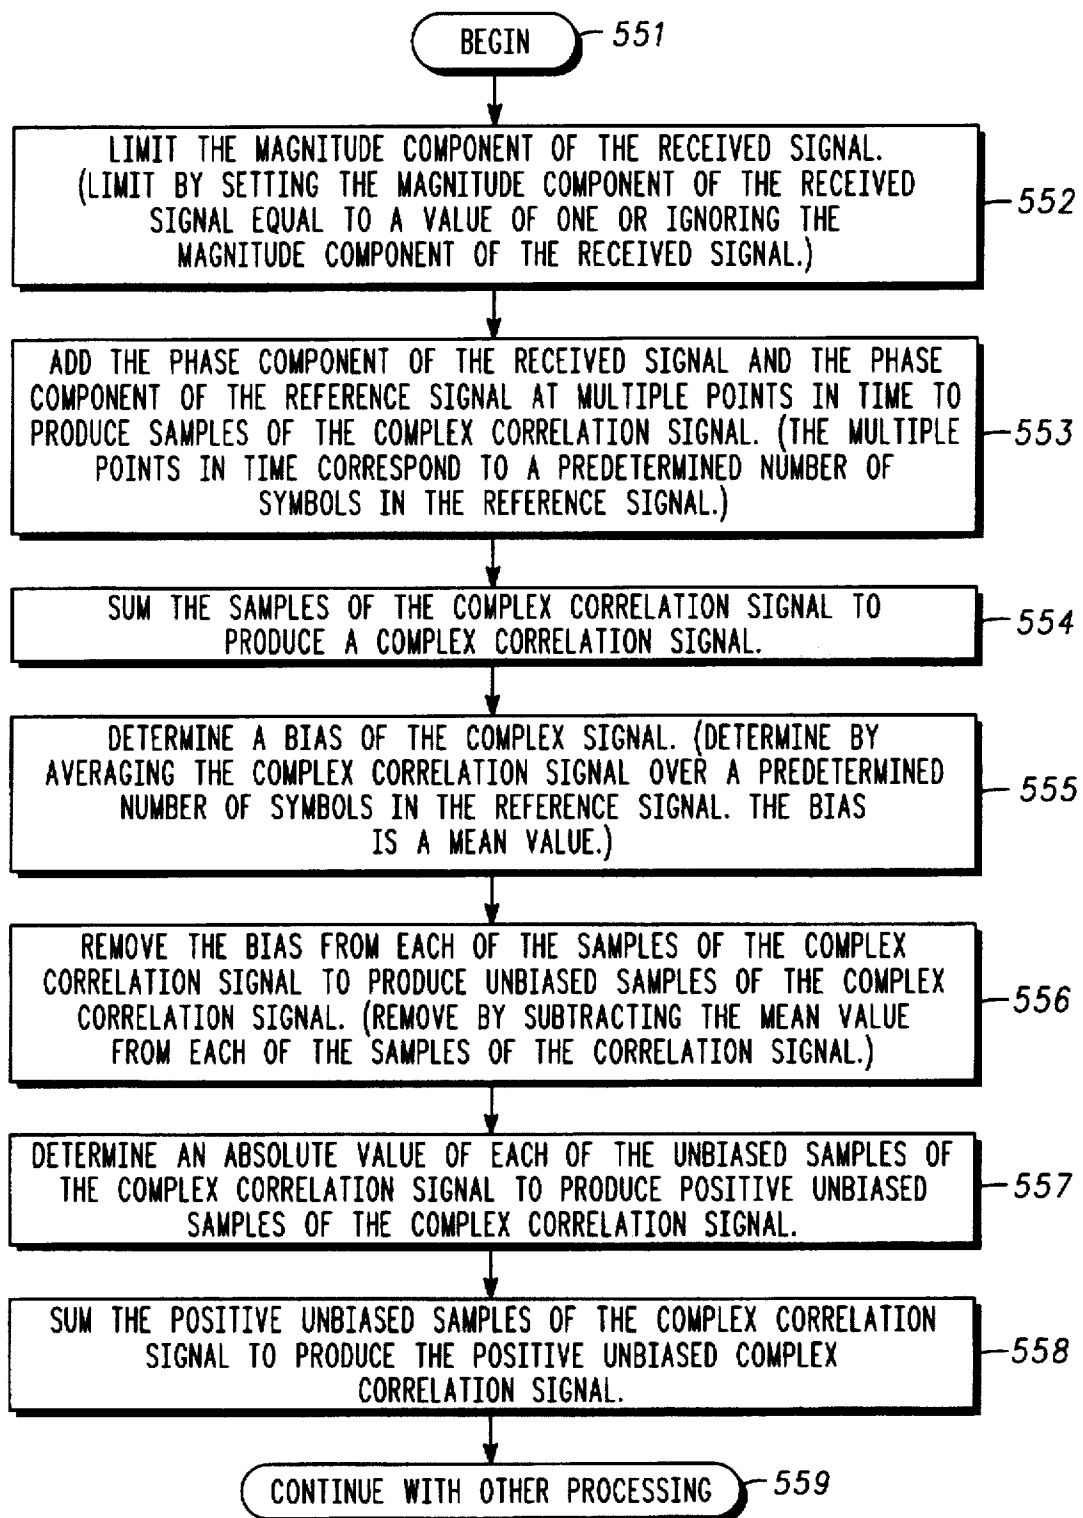 BEGIN 551
LIMIT THE MAGNITUDE COMPONENT OF THE RECEIVED SIGNAL.
(LIMIT BY SETTING THE MAGNITUDE COMPONENT OF THE RECEIVED
SIGNAL EQUAL TO A VALUE OF ONE OR IGNORING THE
MAGNITUDE COMPONENT OF THE RECEIVED SIGNAL.)
552
ADD THE PHASE COMPONENT OF THE RECEIVED SIGNAL AND THE PHASE
COMPONENT OF THE REFERENCE SIGNAL AT MULTIPLE POINTS IN TIME TO
PRODUCE SAMPLES OF THE COMPLEX CORRELATION SIGNAL. (THE MULTIPLE
POINTS IN TIME CORRESPOND TO A PREDETERMINED NUMBER OF
SYMBOLS IN THE REFERENCE SIGNAL.)
553
SUM THE SAMPLES OF THE COMPLEX CORRELATION SIGNAL TO
PRODUCE A COMPLEX CORRELATION SIGNAL.
554
DETERMINE A BIAS OF THE COMPLEX SIGNAL. (DETERMINE BY
AVERAGING THE COMPLEX CORRELATION SIGNAL OVER A PREDETERMINED
NUMBER OF SYMBOLS IN THE REFERENCE SIGNAL. THE BIAS
IS A MEAN VALUE.)
555
REMOVE THE BIAS FROM EACH OF THE SAMPLES OF THE COMPLEX
CORRELATION SIGNAL TO PRODUCE UNBIASED SAMPLES OF THE COMPLEX
CORRELATION SIGNAL. (REMOVE BY SUBTRACTING THE MEAN VALUE
FROM EACH OF THE SAMPLES OF THE CORRELATION SIGNAL.)
556
DETERMINE AN ABSOLUTE VALUE OF EACH OF THE UNBIASED SAMPLES OF
THE COMPLEX CORRELATION SIGNAL TO PRODUCE POSITIVE UNBIASED
SAMPLES OF THE COMPLEX CORRELATION SIGNAL.
557
SUM THE POSITIVE UNBIASED SAMPLES OF THE COMPLEX CORRELATION
SIGNAL TO PRODUCE THE POSITIVE UNBIASED COMPLEX
CORRELATION SIGNAL.
558
CONTINUE WITH OTHER PROCESSING 559